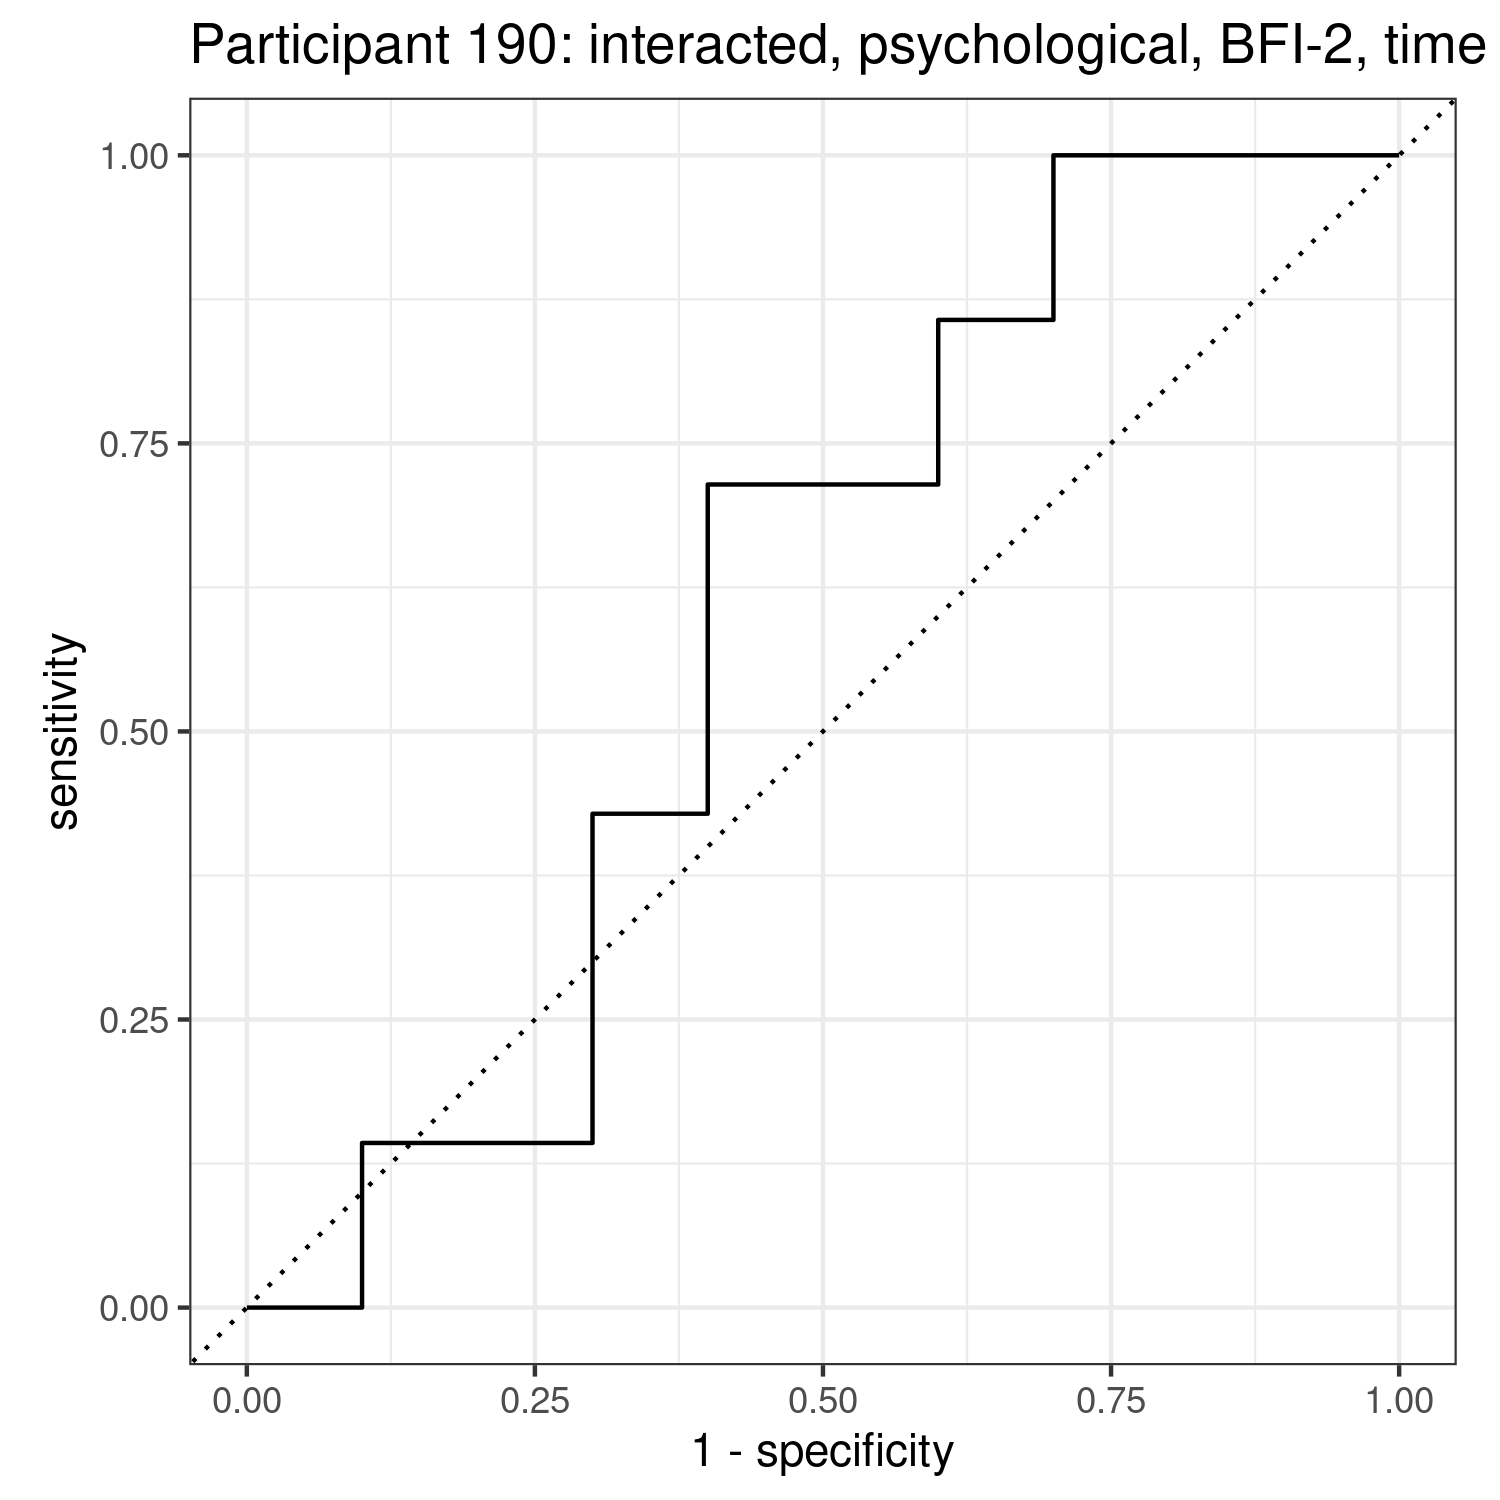 Participant 190: interacted, psychological, BFI-2, time
1.00
0.75
0.50
0.25
0.00
sensitivity
0.00 0.25 0.50 0.75 1.00
1 - specificity